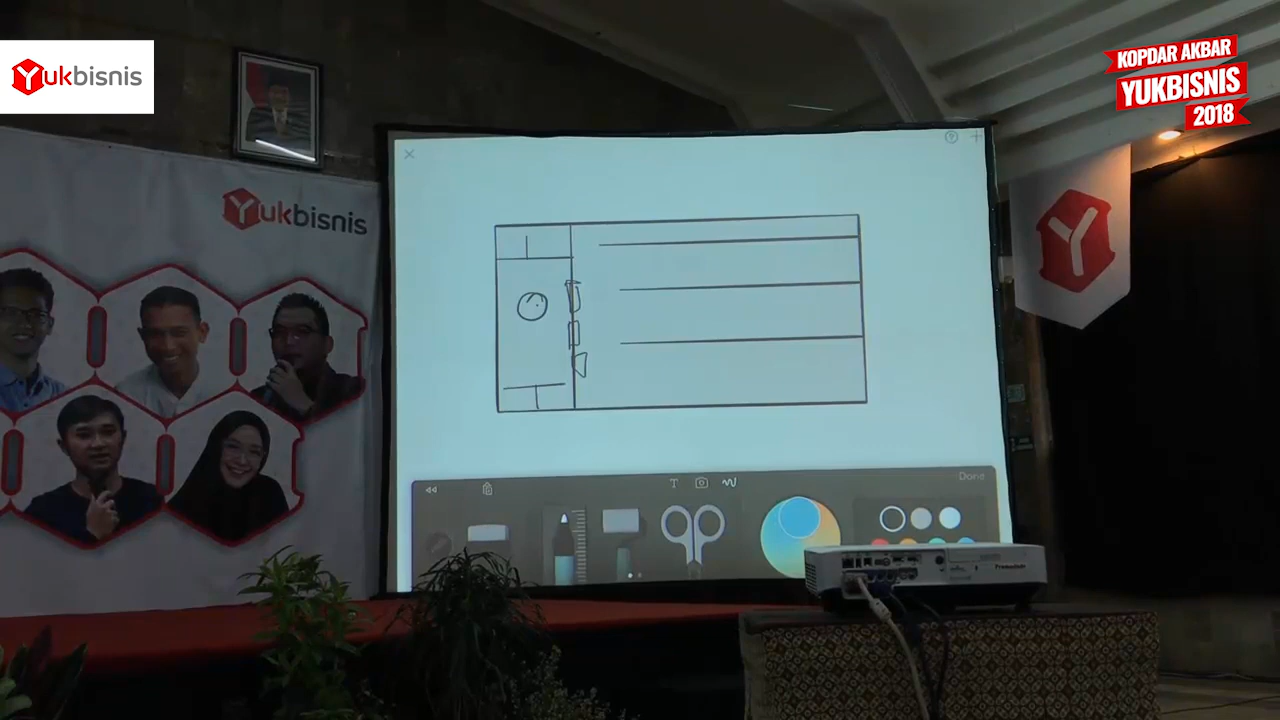 Yukbisnis
KOPDAR AKBAR
YUKBISNIS
2018
Yukbisnis
Y
T
Done